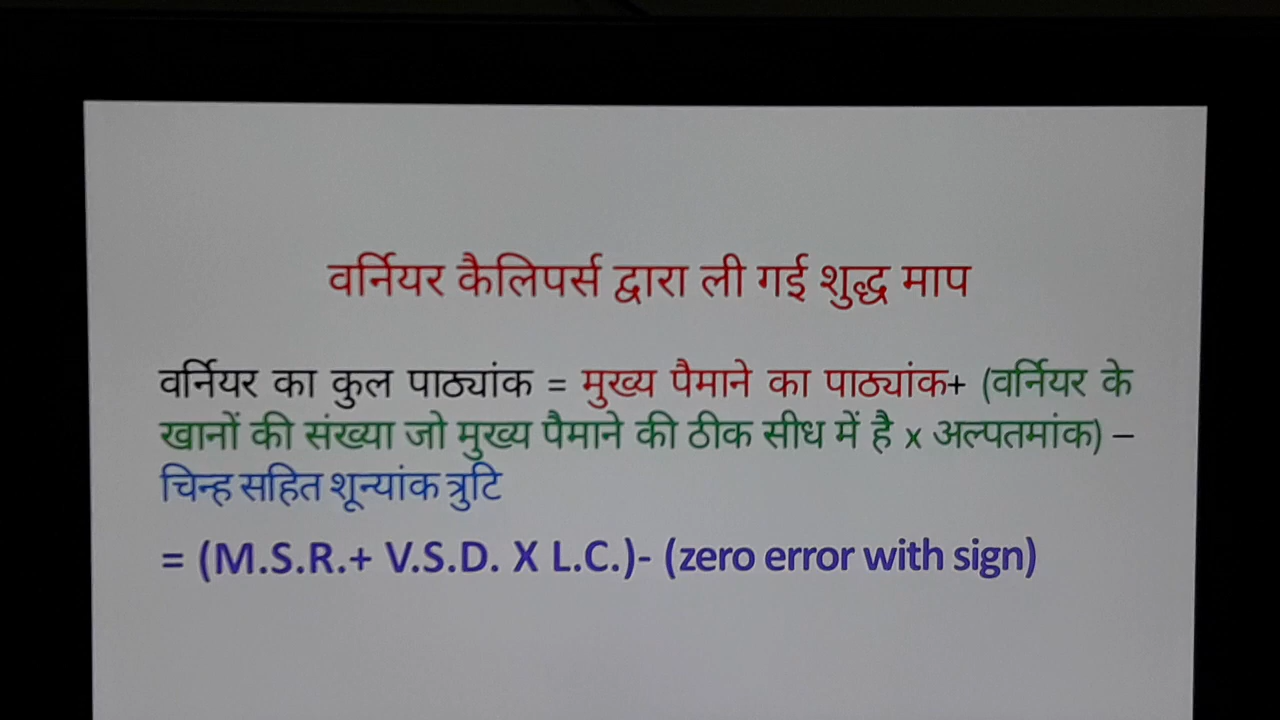 वर्नियर कैलिपर्स द्वारा ली गई शुद्ध माप
वर्नियर का कुल पाठ्यांक = मुख्य पैमाने का पाठ्यांक+ (वर्नियर के
खानों की संख्या जो मुख्य पैमाने की ठीक सीध में है x अल्पतमांक) –
चिन्ह सहित शून्यांक त्रुटि
= (M.S.R.+ V.S.D. X L.C.)- (zero error with sign)